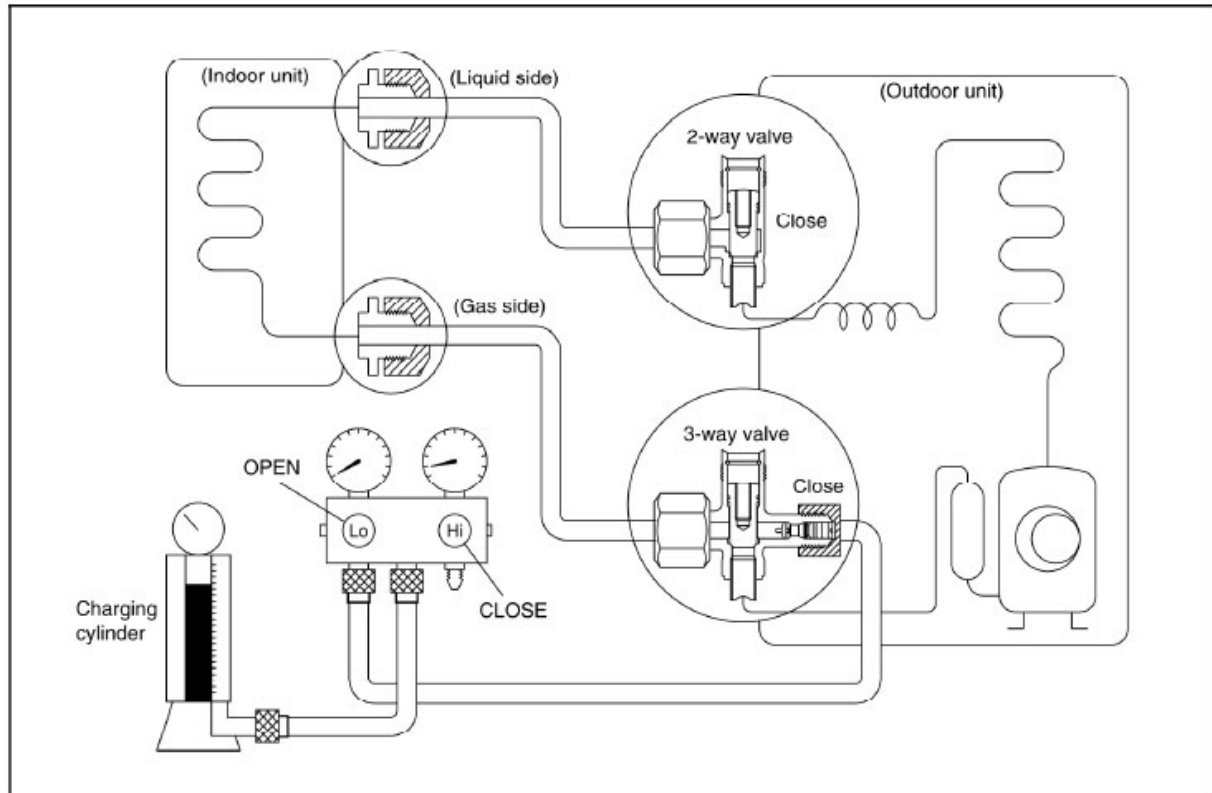 (Indoor unit)
(Liquid side)
(Outdoor unit)
2-way valve
Close
(Gas side)
3-way valve
Close
OPEN
Lo
Hi
CLOSE
Charging
cylinder